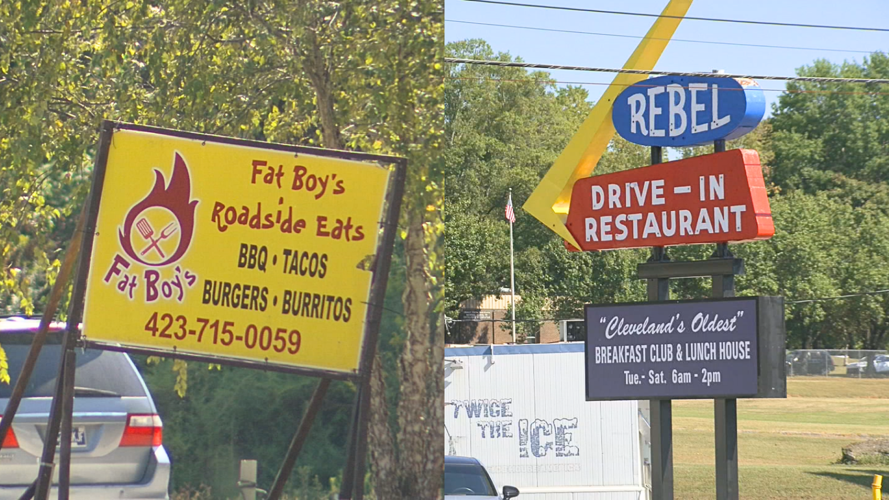 Fat Boy's
Roadside Eats
BBQ • TACOS
BURGERS • BURRITOS
423-715-0059
Fat Boy's
REBEL
DRIVE-IN
RESTAURANT
"Cleveland's Oldest"
BREAKFAST CLUB & LUNCH HOUSE
Tue.- Sat. 6am - 2pm
TWICE
THE ICE